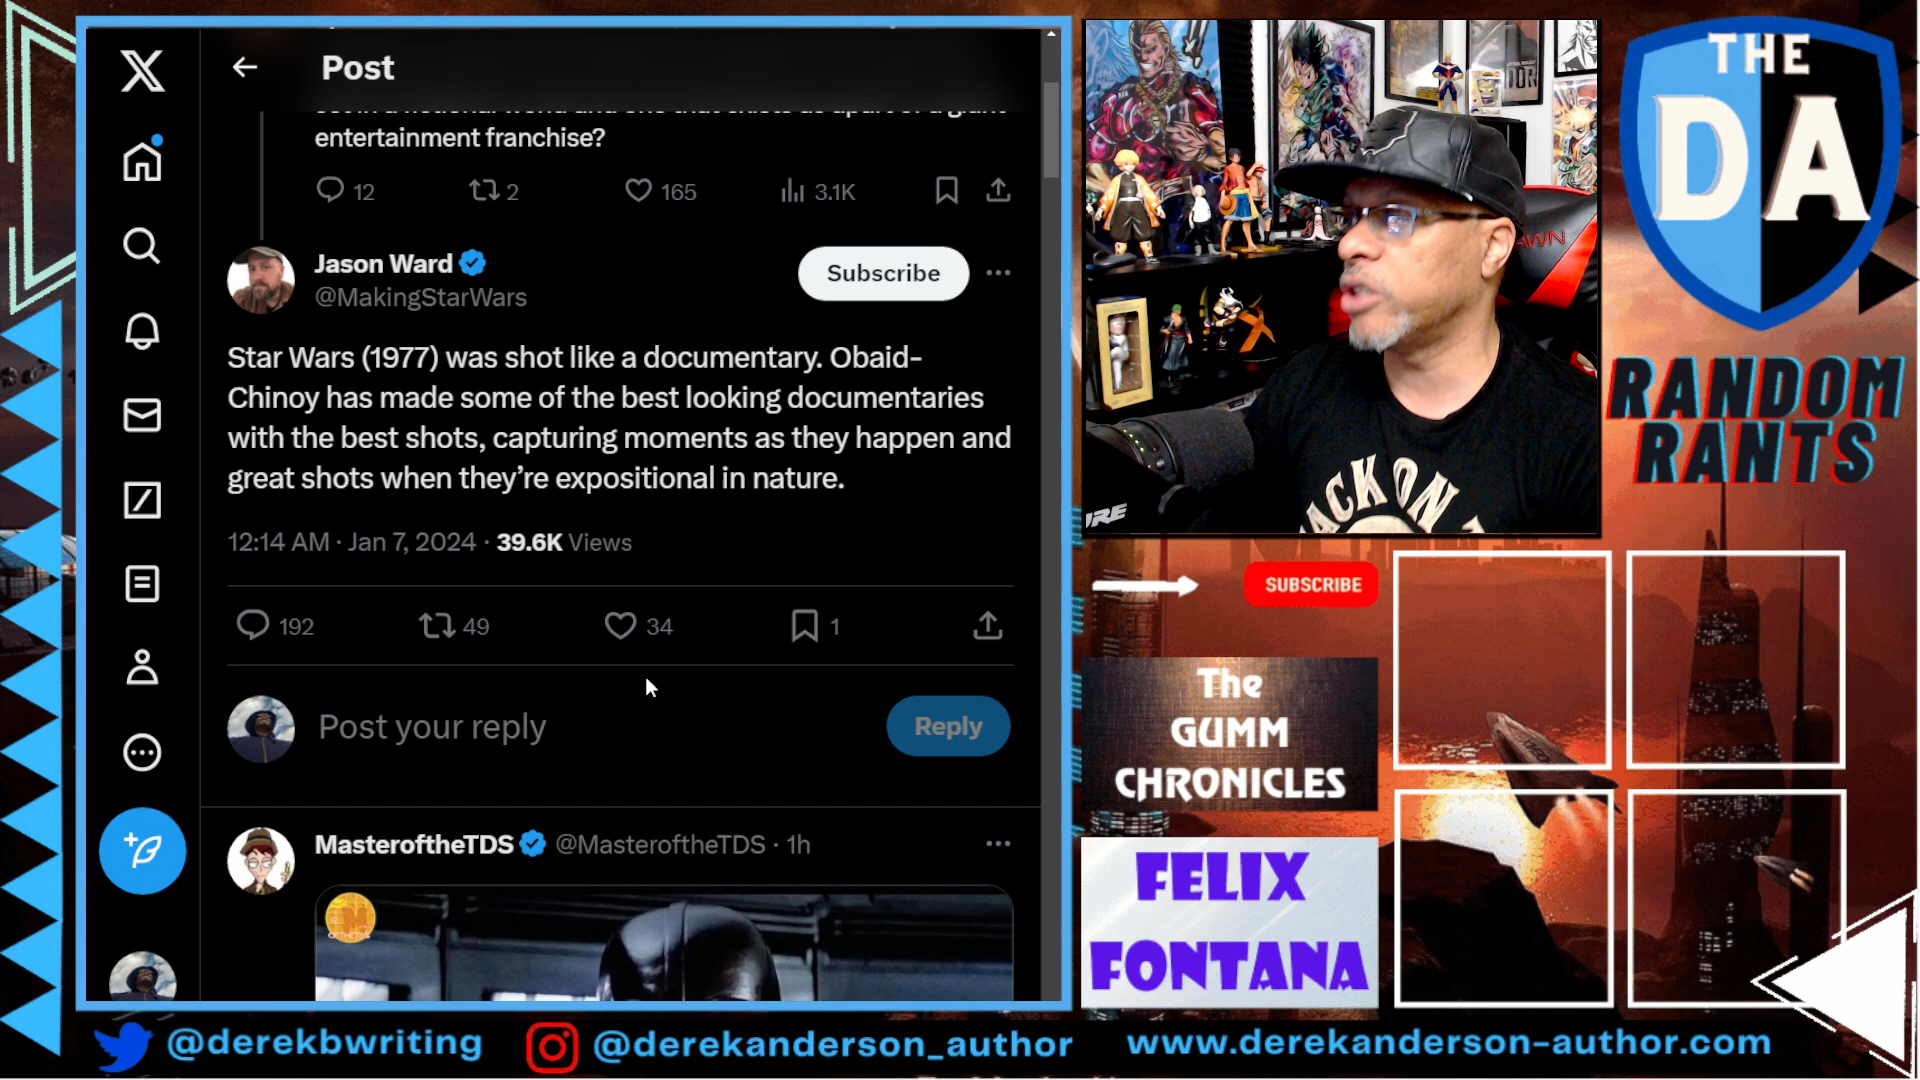 Post
entertainment franchise?
12 2 165 3.1K
Jason Ward
@MakingStarWars
Subscribe
Star Wars (1977) was shot like a documentary. Obaid-
Chinoy has made some of the best looking documentaries
with the best shots, capturing moments as they happen and
great shots when they’re expositional in nature.
12:14 AM · Jan 7, 2024 · 39.6K Views
192 49 34 1
Post your reply
Reply
MasteroftheTDS @MasteroftheTDS · 1h
THE
DA
RANDOM
RANTS
SUBSCRIBE
The
GUMM
CHRONICLES
FELIX
FONTANA
@derekbwriting @derekanderson_author www.derekanderson-author.com